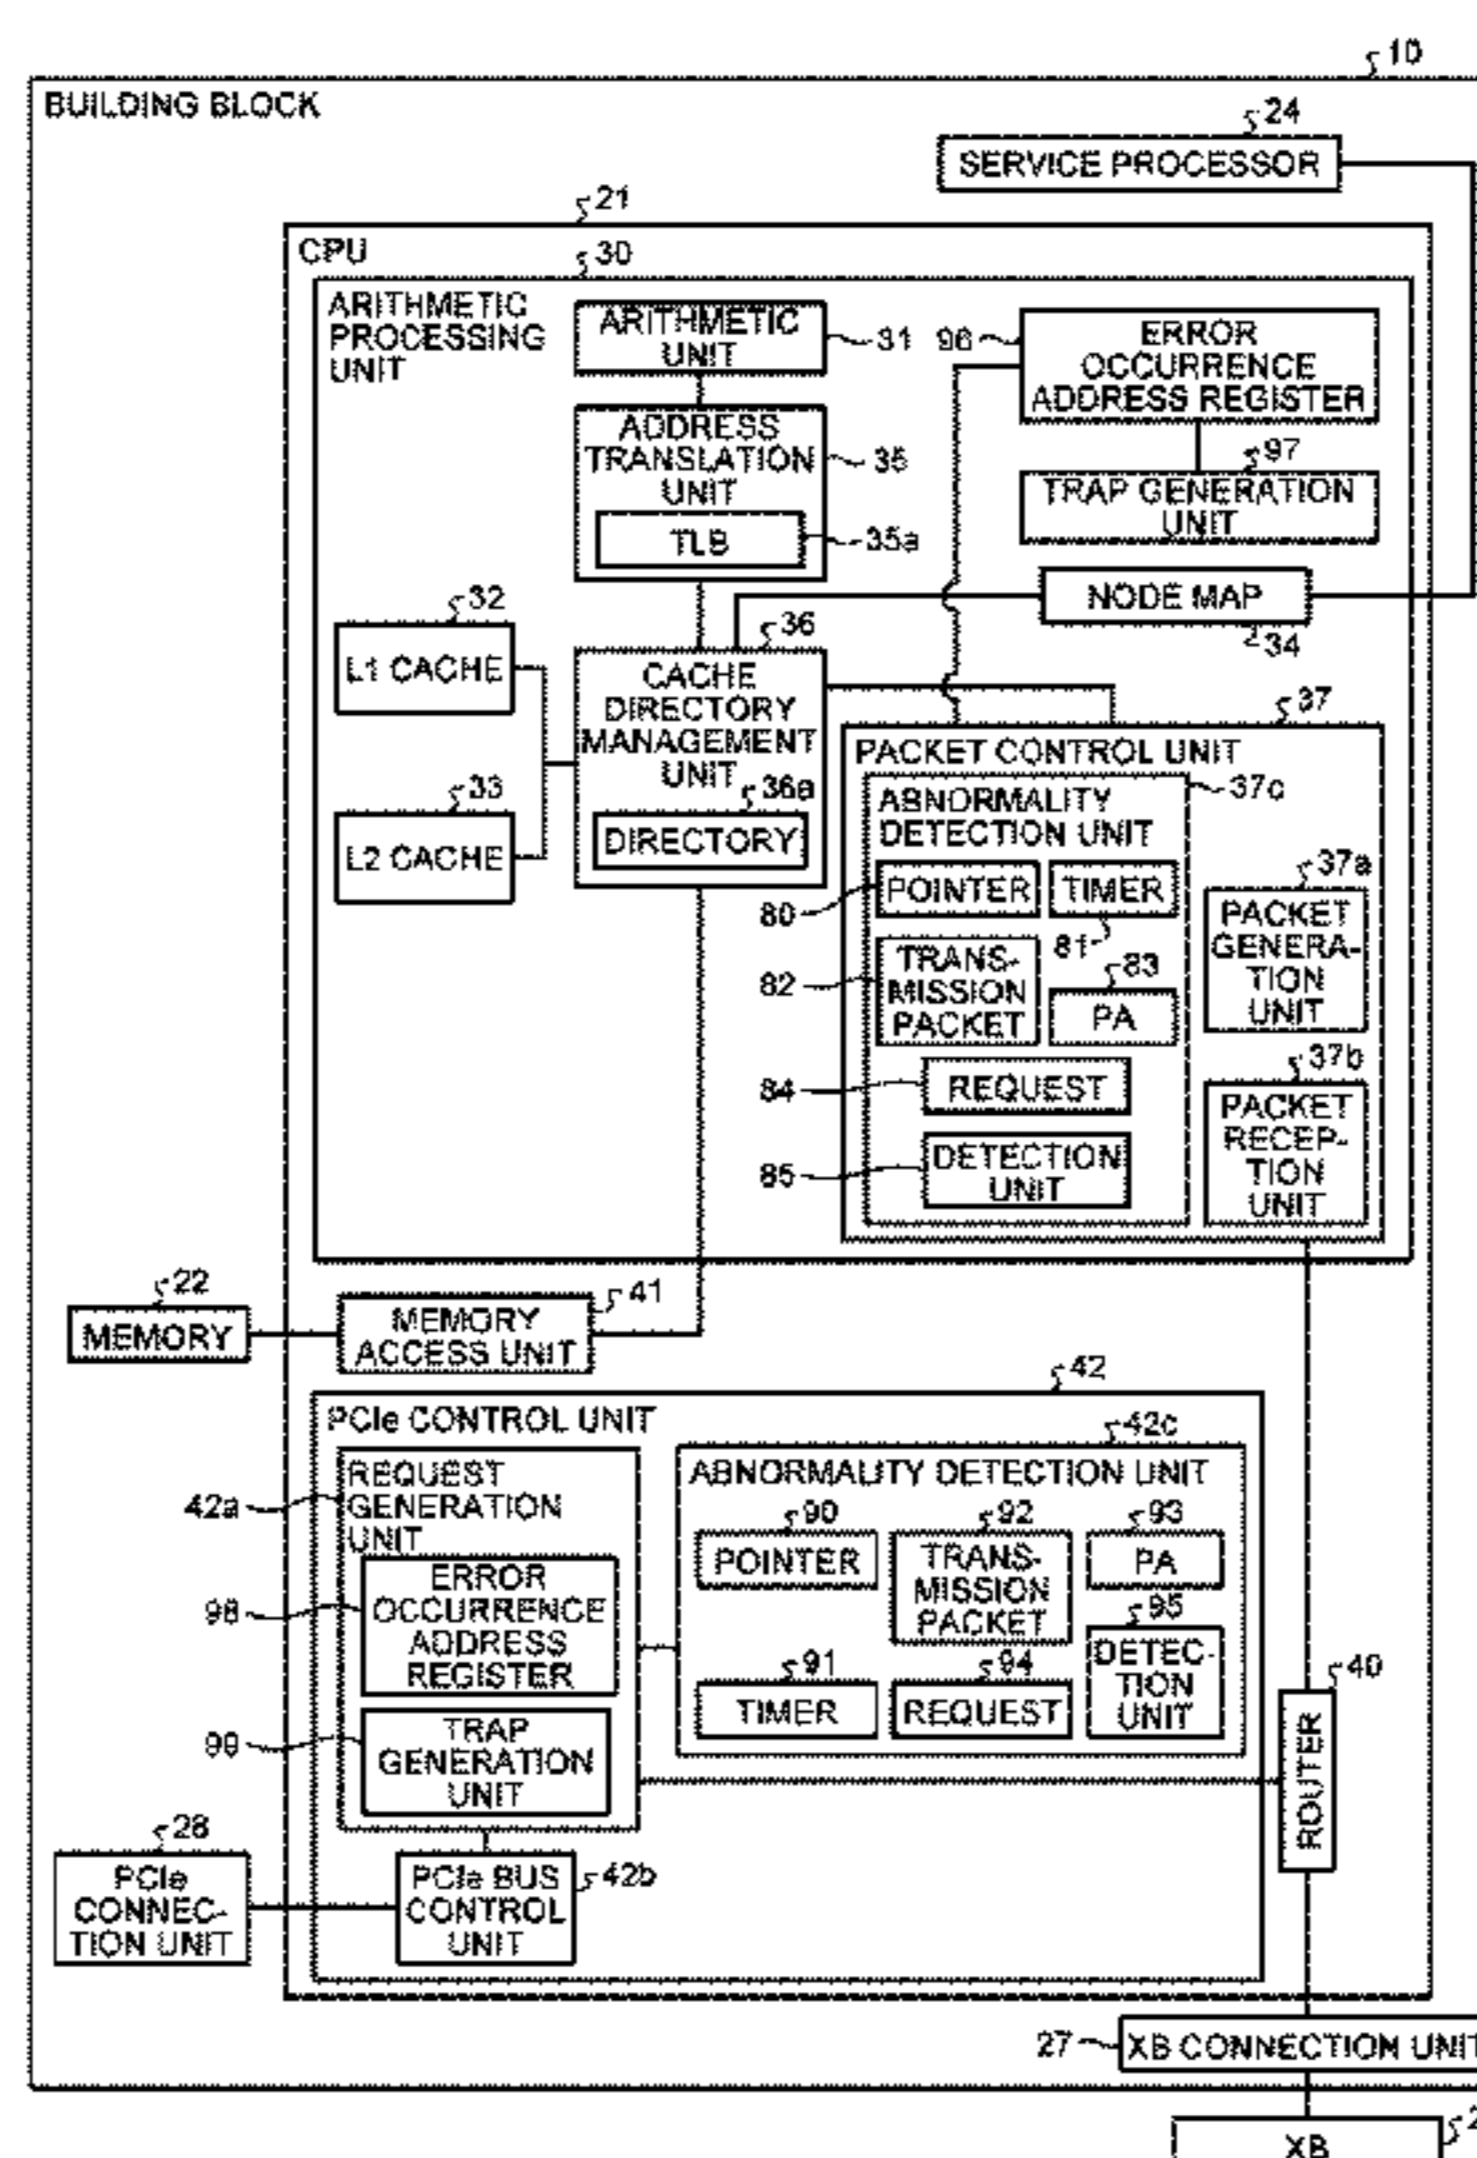 10
BUILDING BLOCK
24
SERVICE PROCESSOR
21
CPU
30
ARITHMETIC
PROCESSING
UNIT
ARITHMETIC
UNIT
31
96
ERROR
OCCURRENCE
ADDRESS REGISTER
ADDRESS
TRANSLATION
UNIT
35
TLB
35a
97
TRAP GENERATION
UNIT
NODE MAP
34
32
L1 CACHE
33
L2 CACHE
36
CACHE
DIRECTORY
MANAGEMENT
UNIT
36a
DIRECTORY
37
PACKET CONTROL UNIT
37c
ABNORMALITY
DETECTION UNIT
80
POINTER
TIMER
81
82
TRANS-
MISSION
PACKET
83
PA
84
REQUEST
85
DETECTION
UNIT
37a
PACKET
GENERA-
TION
UNIT
37b
PACKET
RECEP-
TION
UNIT
22
MEMORY
41
MEMORY
ACCESS UNIT
42
PCIe CONTROL UNIT
42a
REQUEST
GENERATION
UNIT
98
ERROR
OCCURRENCE
ADDRESS
REGISTER
99
TRAP
GENERATION
UNIT
42c
ABNORMALITY DETECTION UNIT
90
POINTER
92
TRANS-
MISSION
PACKET
93
PA
91
TIMER
94
REQUEST
95
DETEC-
TION
UNIT
40
ROUTER
28
PCIe
CONNEC-
TION UNIT
PCIe BUS
CONTROL
UNIT
42b
27
XB CONNECTION UNIT
XB